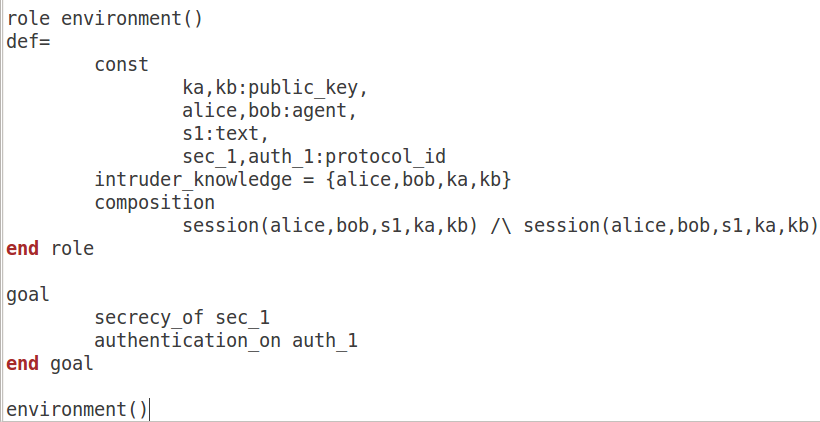 role environment()
def=
const
ka,kb:public_key,
alice,bob:agent,
s1:text,
sec_1,auth_1:protocol_id
intruder_knowledge = {alice,bob,ka,kb}
composition
session(alice,bob,s1,ka,kb) /\ session(alice,bob,s1,ka,kb)
end role
goal
secrecy_of sec_1
authentication_on auth_1
end goal
environment()